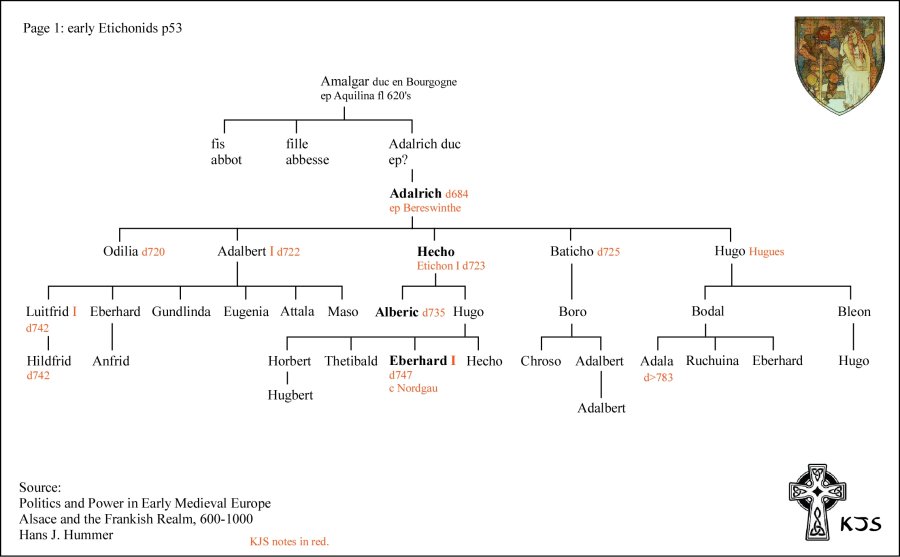 Page 1: early Etichonids p53
Amalgar duc en Bourgogne
ep Aquilina fl 620's
fis
abbot
fille
abbesse
Adalrich duc
ep?
Adalrich d684
ep Bereswinthe
Odilia d720
Adalbert I d722
Hecho
Etichon I d723
Baticho d725
Hugo Hugues
Luitfrid I
d742
Eberhard
Gundlinda
Eugenia
Attala
Maso
Alberic d735
Hugo
Boro
Bodal
Bleon
Hildfrid
d742
Anfrid
Horbert
Thetibald
Eberhard I
d747
c Nordgau
Hecho
Chroso
Adalbert
Adala
d>783
Ruchuina
Eberhard
Hugo
Hugbert
Adalbert
Source:
Politics and Power in Early Medieval Europe
Alsace and the Frankish Realm, 600-1000
Hans J. Hummer
KJS notes in red.
KJS